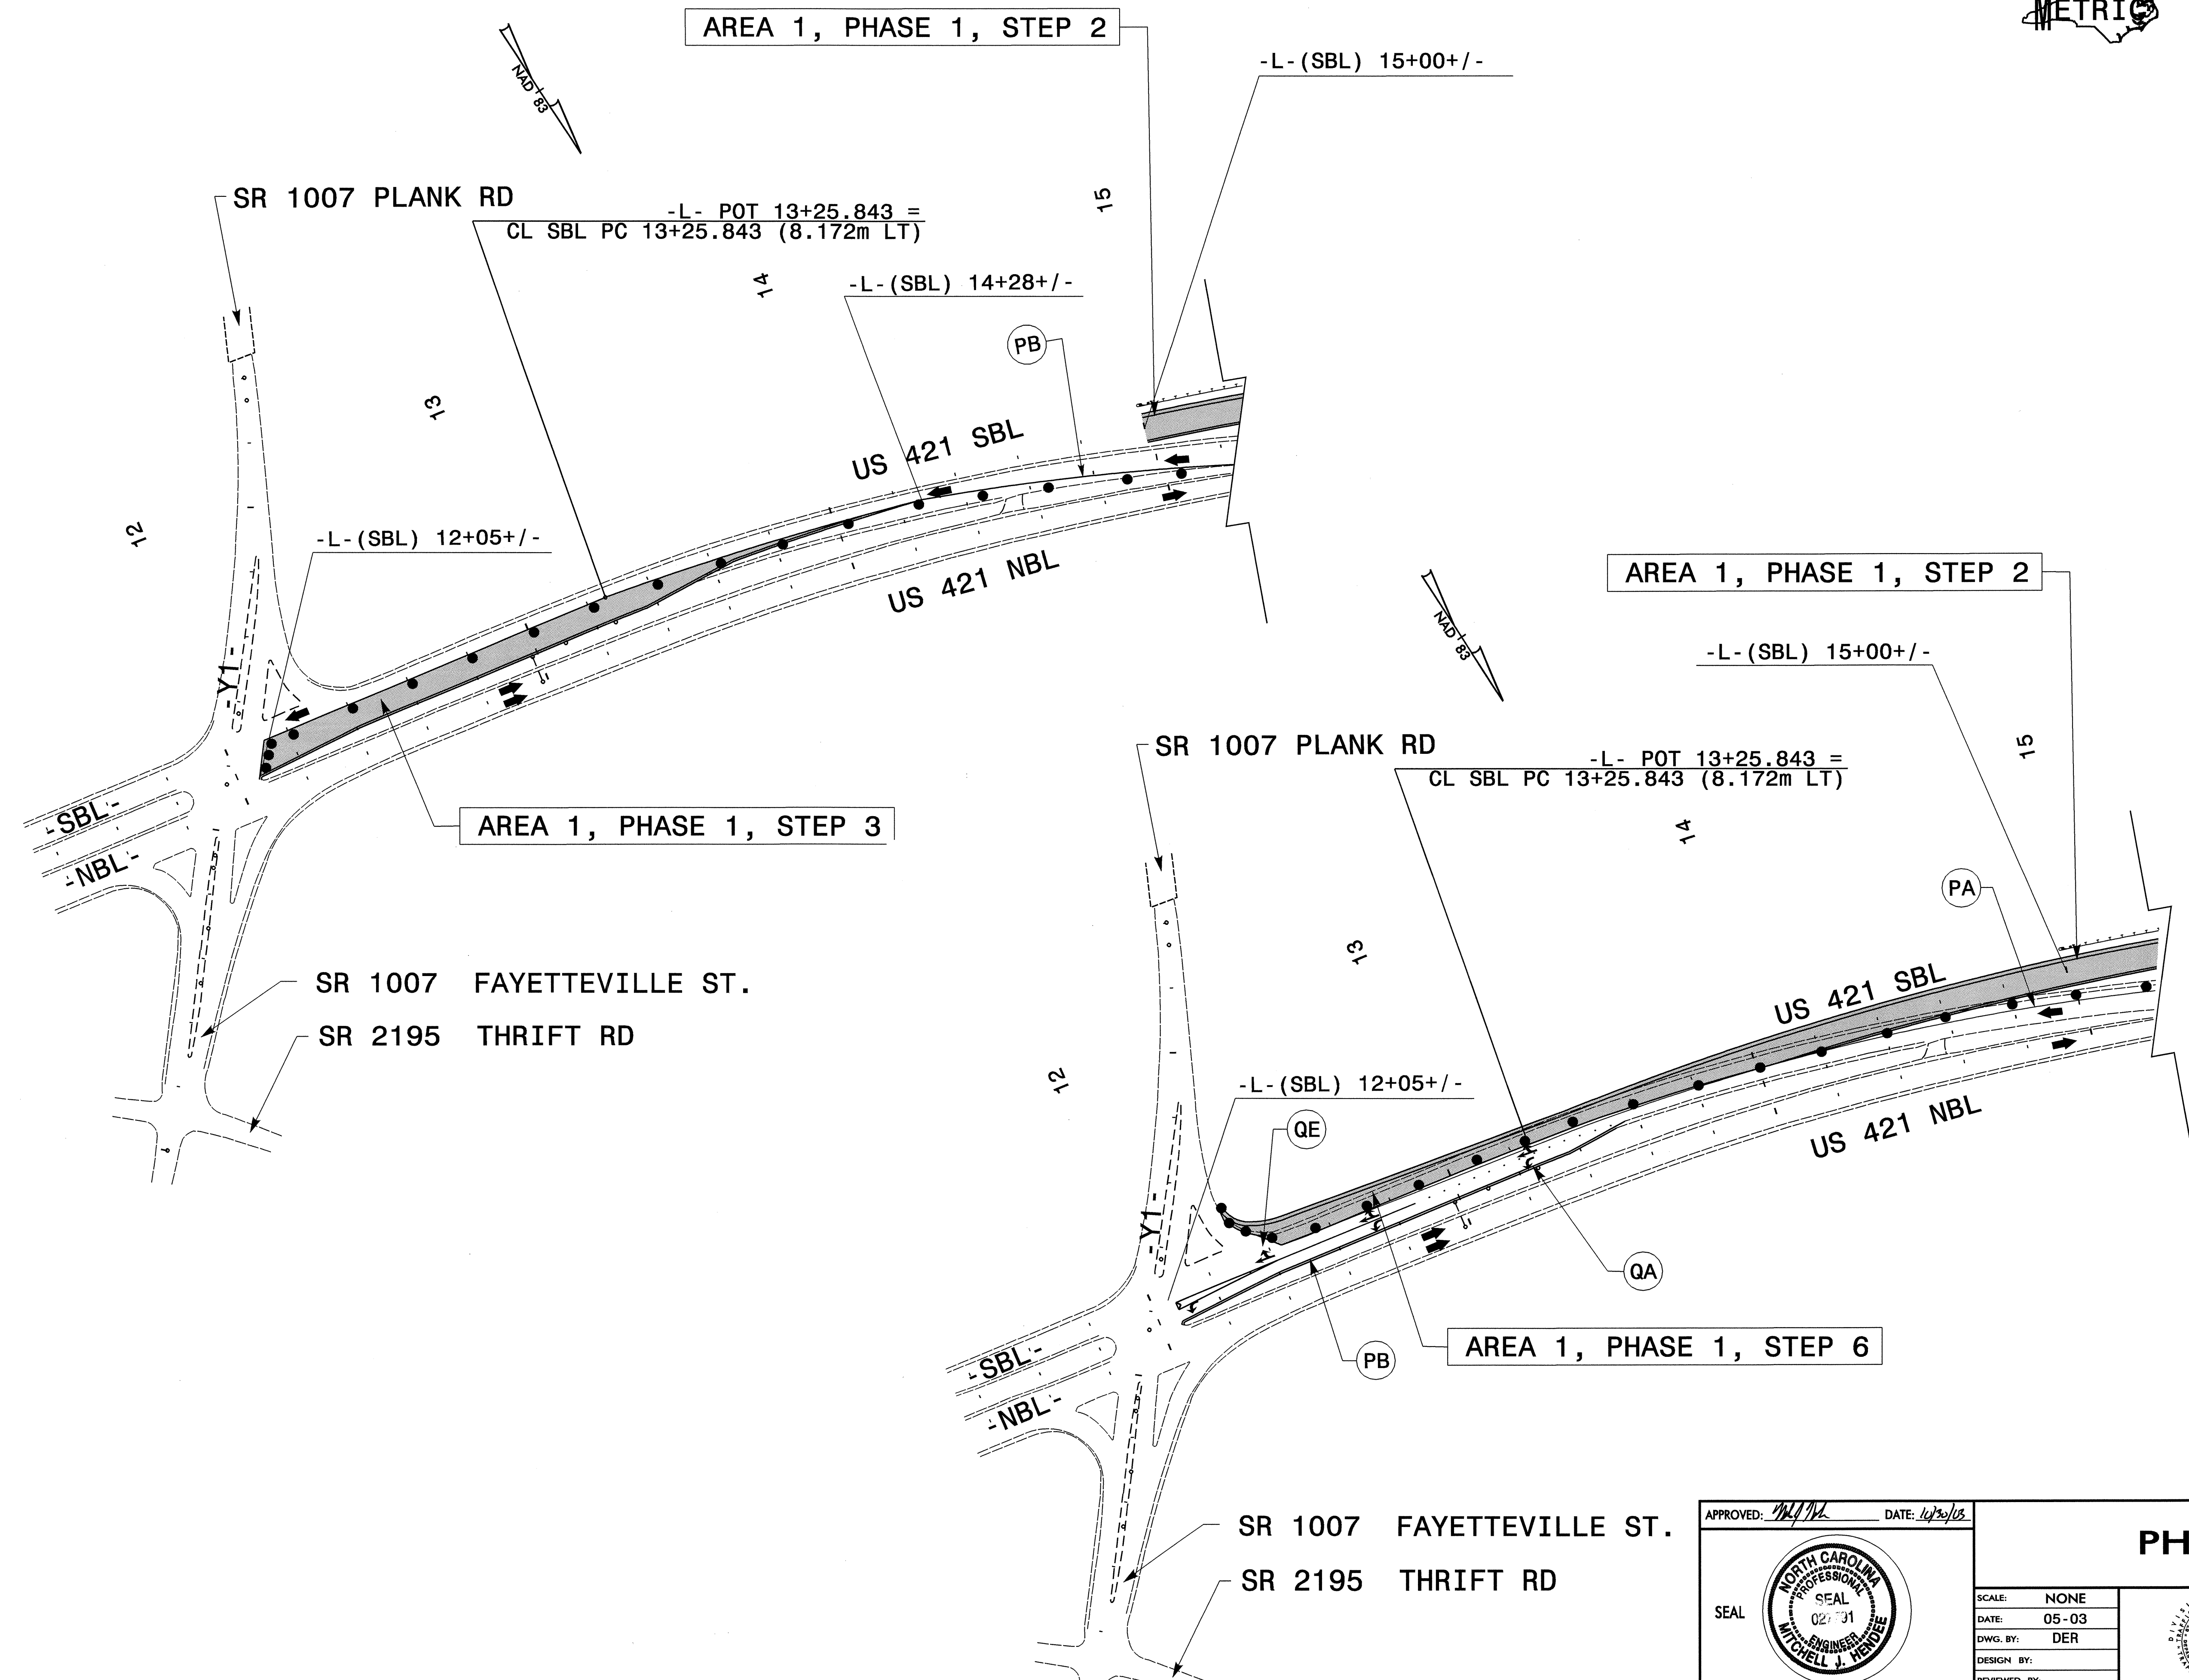 METRIC
AREA 1, PHASE 1, STEP 2
-L-(SBL) 15+00+/-
NAD 83
SR 1007 PLANK RD
-L- POT 13+25.843 =
CL SBL PC 13+25.843 (8.172m LT)
15
14
-L-(SBL) 14+28+/-
PB
13
US 421 SBL
12
-L-(SBL) 12+05+/-
US 421 NBL
-Y1-
-SBL-
-NBL-
AREA 1, PHASE 1, STEP 3
SR 1007 FAYETTEVILLE ST.
SR 2195 THRIFT RD
AREA 1, PHASE 1, STEP 2
NAD 83
-L-(SBL) 15+00+/-
SR 1007 PLANK RD
-L- POT 13+25.843 =
CL SBL PC 13+25.843 (8.172m LT)
15
14
PA
13
US 421 SBL
12
-L-(SBL) 12+05+/-
QE
US 421 NBL
-Y1-
QA
AREA 1, PHASE 1, STEP 6
PB
-SBL-
-NBL-
SR 1007 FAYETTEVILLE ST.
SR 2195 THRIFT RD
APPROVED: DATE:
PH
SEAL
NORTH CAROLINA
PROFESSIONAL
SEAL
ENGINEER
MITCHELL J. HENDEE
SCALE: NONE
DATE: 05-03
DWG. BY: DER
DESIGN BY:
REVIEWED BY: